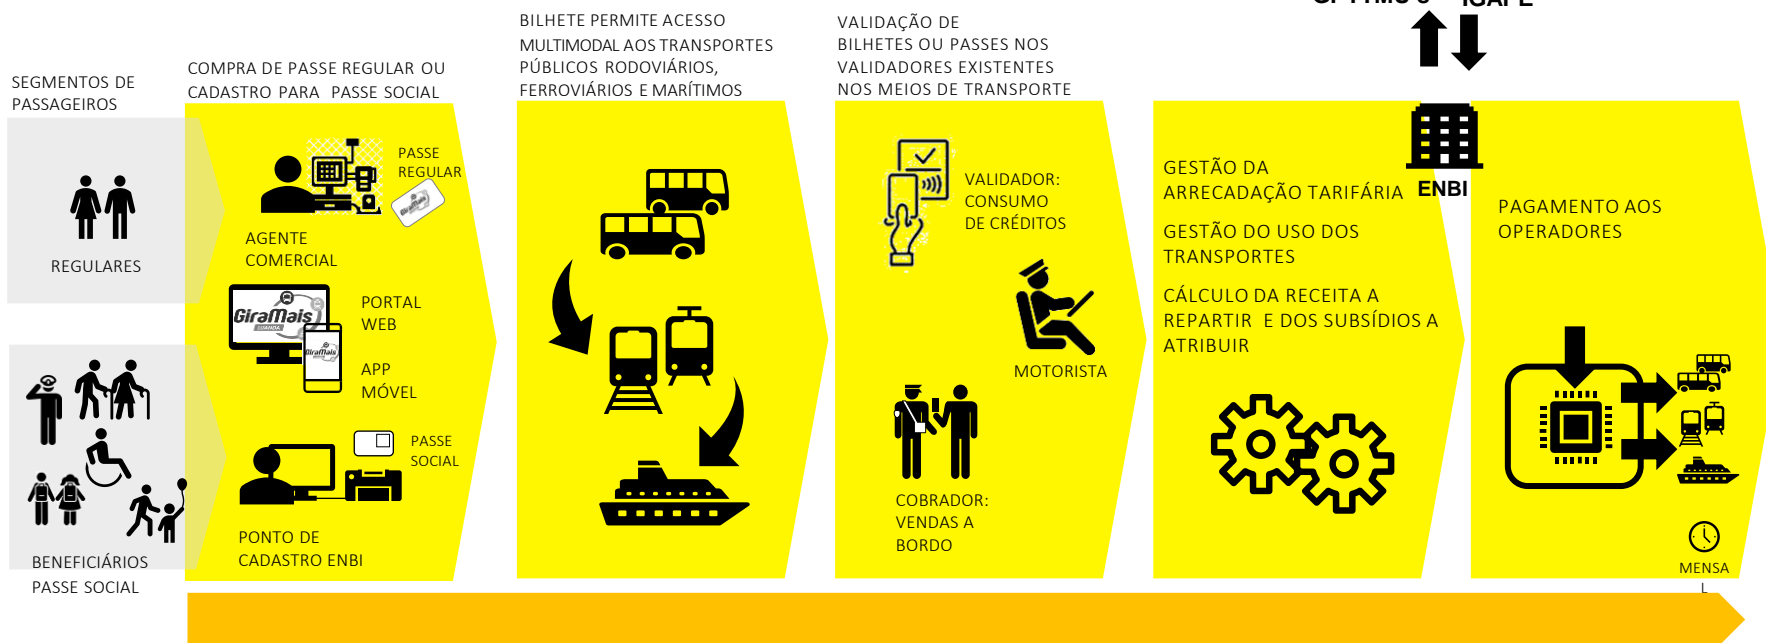 IGAPE
SEGMENTOS DE
PASSAGEIROS
COMPRA DE PASSE REGULAR OU
CADASTRO PARA PASSE SOCIAL
BILHETE PERMITE ACESSO
MULTIMODAL AOS TRANSPORTES
PÚBLICOS RODOVIÁRIOS,
FERROVIÁRIOS E MARÍTIMOS
VALIDAÇÃO DE
BILHETES OU PASSES NOS
VALIDADORES EXISTENTES
NOS MEIOS DE TRANSPORTE
REGULARES
BENEFICIÁRIOS
PASSE SOCIAL
PASSE
REGULAR
GiraMais
AGENTE
COMERCIAL
GiraMais
LUANDA
GiraMais
PORTAL
WEB
APP
MÓVEL
PASSE
SOCIAL
PONTO DE
CADASTRO ENBI
VALIDADOR:
CONSUMO
DE CRÉDITOS
MOTORISTA
COBRADOR:
VENDAS A
BORDO
ENBI
GESTÃO DA
ARRECADAÇÃO TARIFÁRIA
GESTÃO DO USO DOS
TRANSPORTES
CÁLCULO DA RECEITA A
REPARTIR E DOS SUBSÍDIOS A
ATRIBUIR
PAGAMENTO AOS
OPERADORES
MENSA
L